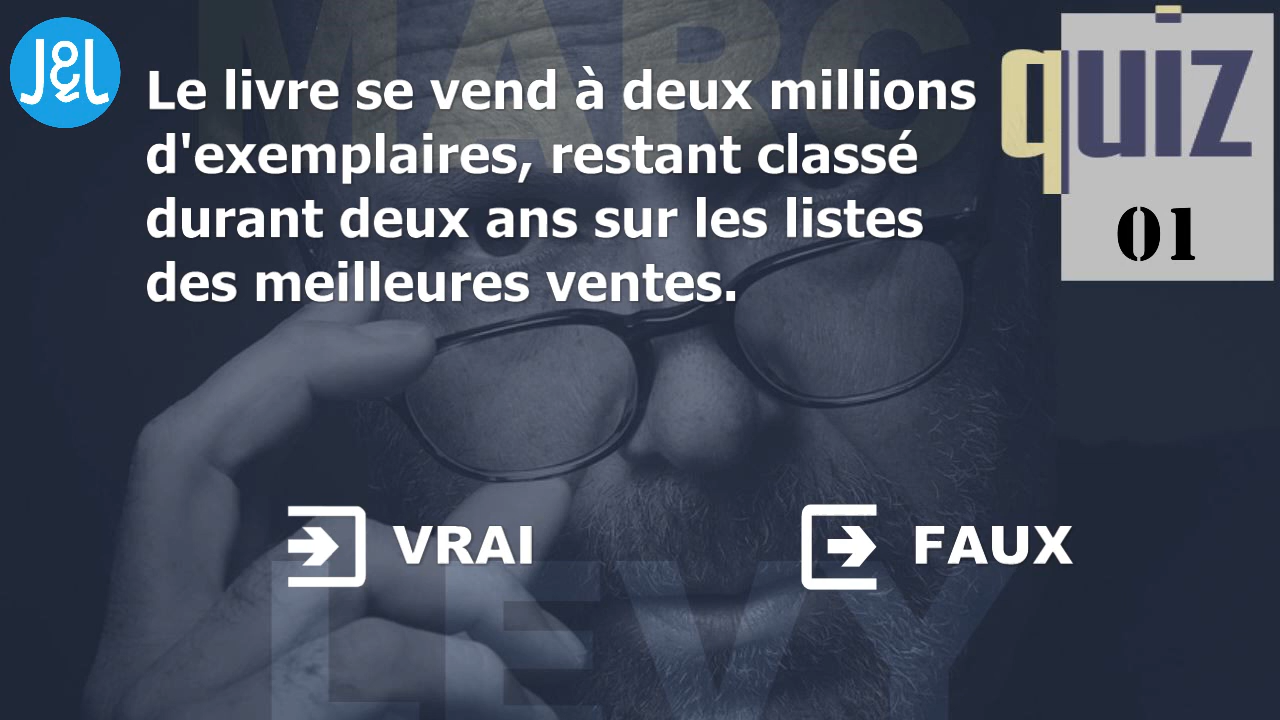 MARC
J&L
Le livre se vend à deux millions
d'exemplaires, restant classé
durant deux ans sur les listes
des meilleures ventes.
quiz
01
VRAI
FAUX
LEVY